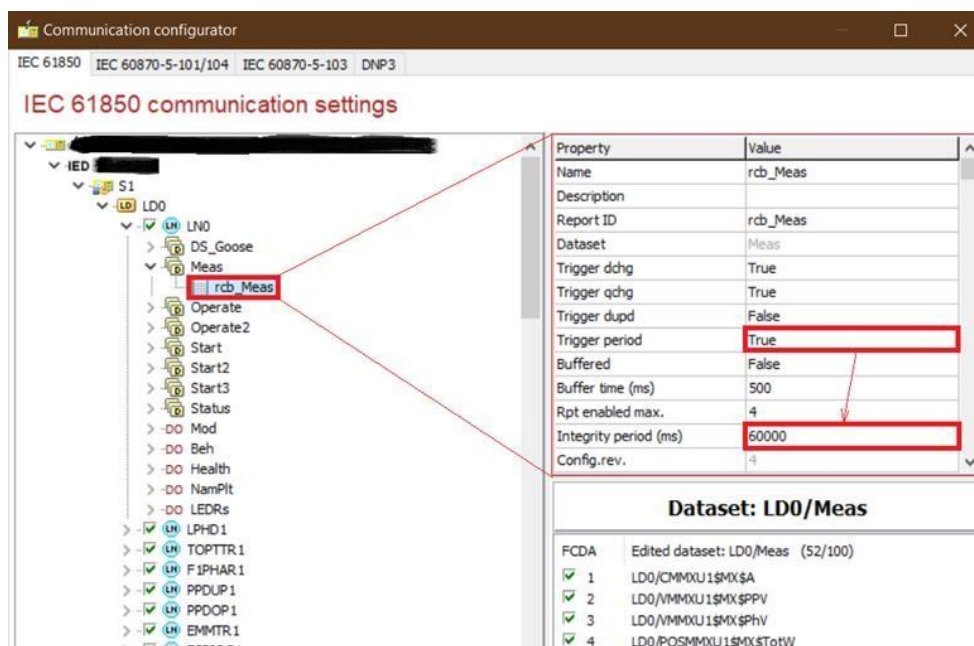 Communication configurator
IEC 61850 IEC 60870-5-101/104 IEC 60870-5-103 DNP3
IEC 61850 communication settings
IED
S1
LD LD0
LN LN0
D DS_Goose
D Meas
rcb_Meas
D Operate
D Operate2
D Start
D Start2
D Start3
D Status
DO Mod
DO Beh
DO Health
DO NamPlt
DO LEDRs
LN LPHD1
LN TOPTTR1
LN F1PHAR1
LN PPDUP1
LN PPDOP1
LN EMMTR1
Property Value
Name rcb_Meas
Description
Report ID rcb_Meas
Dataset Meas
Trigger dchg True
Trigger qchg True
Trigger dupd False
Trigger period True
Buffered False
Buffer time (ms) 500
Rpt enabled max. 4
Integrity period (ms) 60000
Config.rev. 4
Dataset: LD0/Meas
FCDA Edited dataset: LD0/Meas (52/100)
1 LD0/CMMXU1$MX$A
2 LD0/VMMXU1$MX$PPV
3 LD0/VMMXU1$MX$PhV
4 LD0/POSMMXU1$MX$TotW